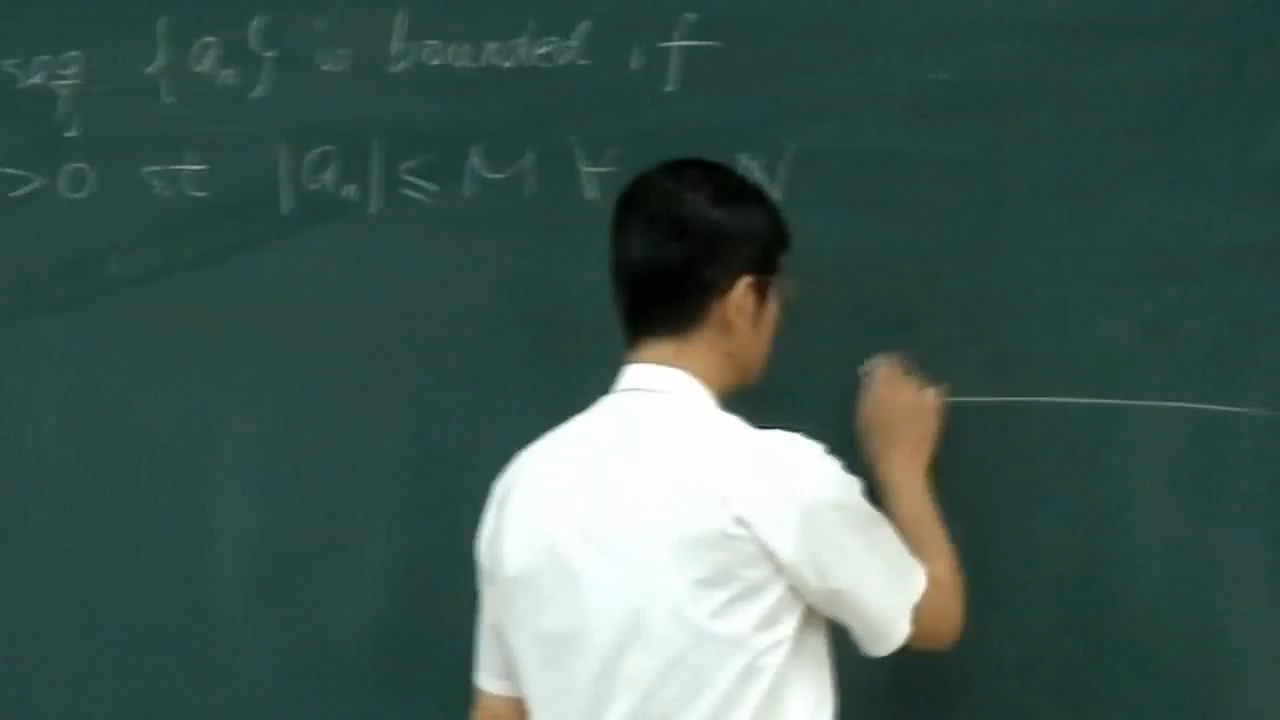 seq {aₙ} is bounded if
>0 st |aₙ| ≤ M ∀ N